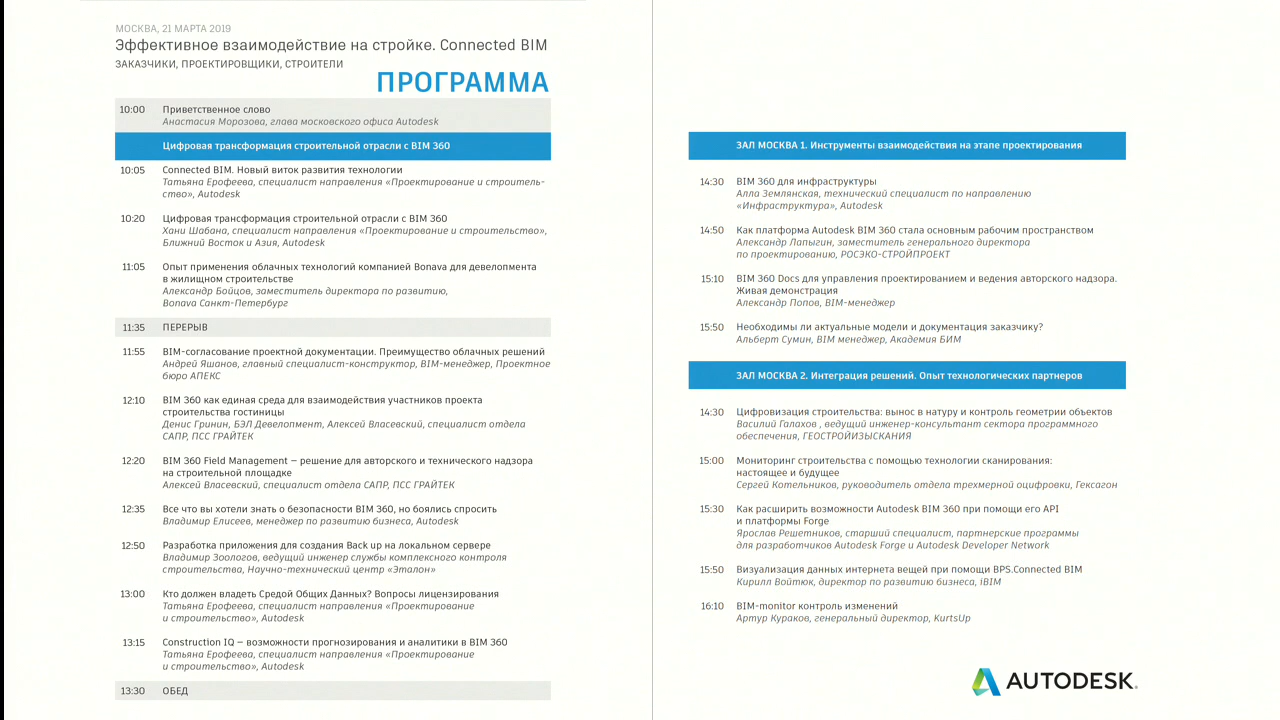 МОСКВА, 21 МАРТА 2019
Эффективное взаимодействие на стройке. Connected BIM
ЗАКАЗЧИКИ, ПРОЕКТИРОВЩИКИ, СТРОИТЕЛИ
ПРОГРАММА
10:00 Приветственное слово
Анастасия Морозова, глава московского офиса Autodesk
Цифровая трансформация строительной отрасли с BIM 360
10:05 Connected BIM. Новый виток развития технологии
Татьяна Ерофеева, специалист направления «Проектирование и строитель-
ство», Autodesk
10:20 Цифровая трансформация строительной отрасли с BIM 360
Хани Шабана, специалист направления «Проектирование и строительство»,
Ближний Восток и Азия, Autodesk
11:05 Опыт применения облачных технологий компанией Bonava для девелопмента
в жилищном строительстве
Александр Бойцов, заместитель директора по развитию,
Bonava Санкт-Петербург
11:35 ПЕРЕРЫВ
11:55 BIM-согласование проектной документации. Преимущество облачных решений
Андрей Яшанов, главный специалист-конструктор, BIM-менеджер, Проектное
бюро АПЕКС
12:10 BIM 360 как единая среда для взаимодействия участников проекта
строительства гостиницы
Денис Гринин, БЭЛ Девелопмент, Алексей Власевский, специалист отдела
САПР, ПСС ГРАЙТЕК
12:20 BIM 360 Field Management – решение для авторского и технического надзора
на строительной площадке
Алексей Власевский, специалист отдела САПР, ПСС ГРАЙТЕК
12:35 Все что вы хотели знать о безопасности BIM 360, но боялись спросить
Владимир Елисеев, менеджер по развитию бизнеса, Autodesk
12:50 Разработка приложения для создания Back up на локальном сервере
Владимир Зоологов, ведущий инженер службы комплексного контроля
строительства, Научно-технический центр «Эталон»
13:00 Кто должен владеть Средой Общих Данных? Вопросы лицензирования
Татьяна Ерофеева, специалист направления «Проектирование
и строительство», Autodesk
13:15 Construction IQ – возможности прогнозирования и аналитики в BIM 360
Татьяна Ерофеева, специалист направления «Проектирование
и строительство», Autodesk
13:30 ОБЕД
ЗАЛ МОСКВА 1. Инструменты взаимодействия на этапе проектирования
14:30 BIM 360 для инфраструктуры
Алла Землянская, технический специалист по направлению
«Инфраструктура», Autodesk
14:50 Как платформа Autodesk BIM 360 стала основным рабочим пространством
Александр Лапыгин, заместитель генерального директора
по проектированию, РОСЭКО-СТРОЙПРОЕКТ
15:10 BIM 360 Docs для управления проектированием и ведения авторского надзора.
Живая демонстрация
Александр Попов, BIM-менеджер
15:50 Необходимы ли актуальные модели и документация заказчику?
Альберт Сумин, BIM менеджер, Академия БИМ
ЗАЛ МОСКВА 2. Интеграция решений. Опыт технологических партнеров
14:30 Цифровизация строительства: вынос в натуру и контроль геометрии объектов
Василий Галахов , ведущий инженер-консультант сектора программного
обеспечения, ГЕОСТРОЙИЗЫСКАНИЯ
15:00 Мониторинг строительства с помощью технологии сканирования:
настоящее и будущее
Сергей Котельников, руководитель отдела трехмерной оцифровки, Гексагон
15:30 Как расширить возможности Autodesk BIM 360 при помощи его API
и платформы Forge
Ярослав Решетников, старший специалист, партнерские программы
для разработчиков Autodesk Forge и Autodesk Developer Network
15:50 Визуализация данных интернета вещей при помощи BPS.Connected BIM
Кирилл Войтюк, директор по развитию бизнеса, iBIM
16:10 BIM-monitor контроль изменений
Артур Кураков, генеральный директор, KurtsUp
AUTODESK.